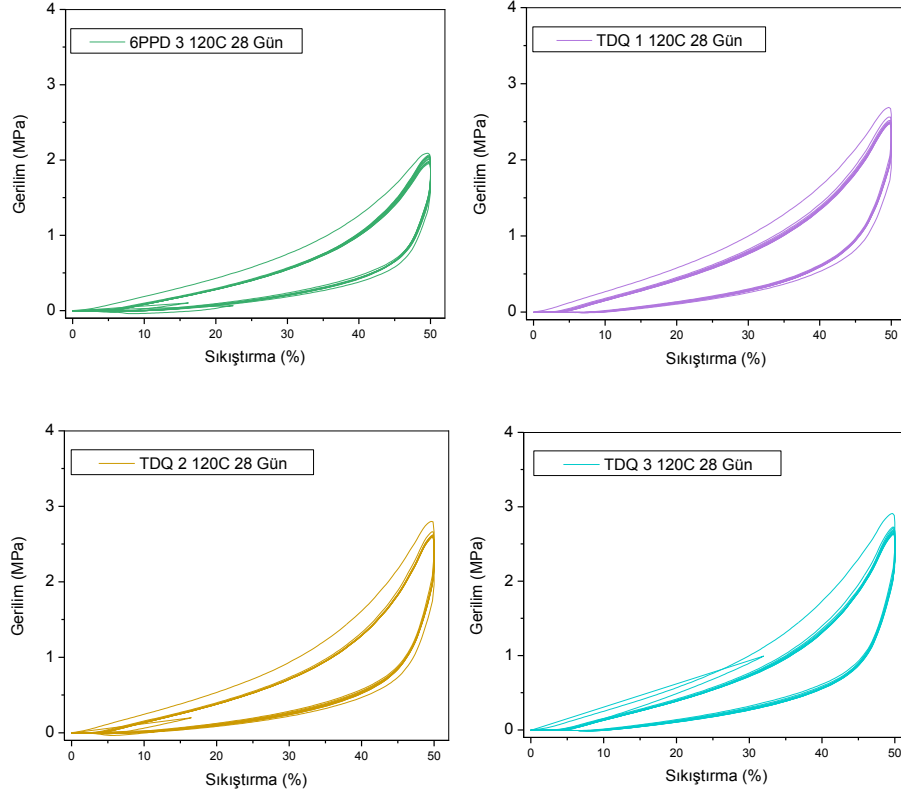 4
3
2
1
0
Gerilim (MPa)
6PPD 3 120C 28 Gün
0 10 20 30 40 50
Sıkıştırma (%)
4
3
2
1
0
Gerilim (MPa)
TDQ 1 120C 28 Gün
0 10 20 30 40 50
Sıkıştırma (%)
4
3
2
1
0
Gerilim (MPa)
TDQ 2 120C 28 Gün
0 10 20 30 40 50
Sıkıştırma (%)
4
3
2
1
0
Gerilim (MPa)
TDQ 3 120C 28 Gün
0 10 20 30 40 50
Sıkıştırma (%)